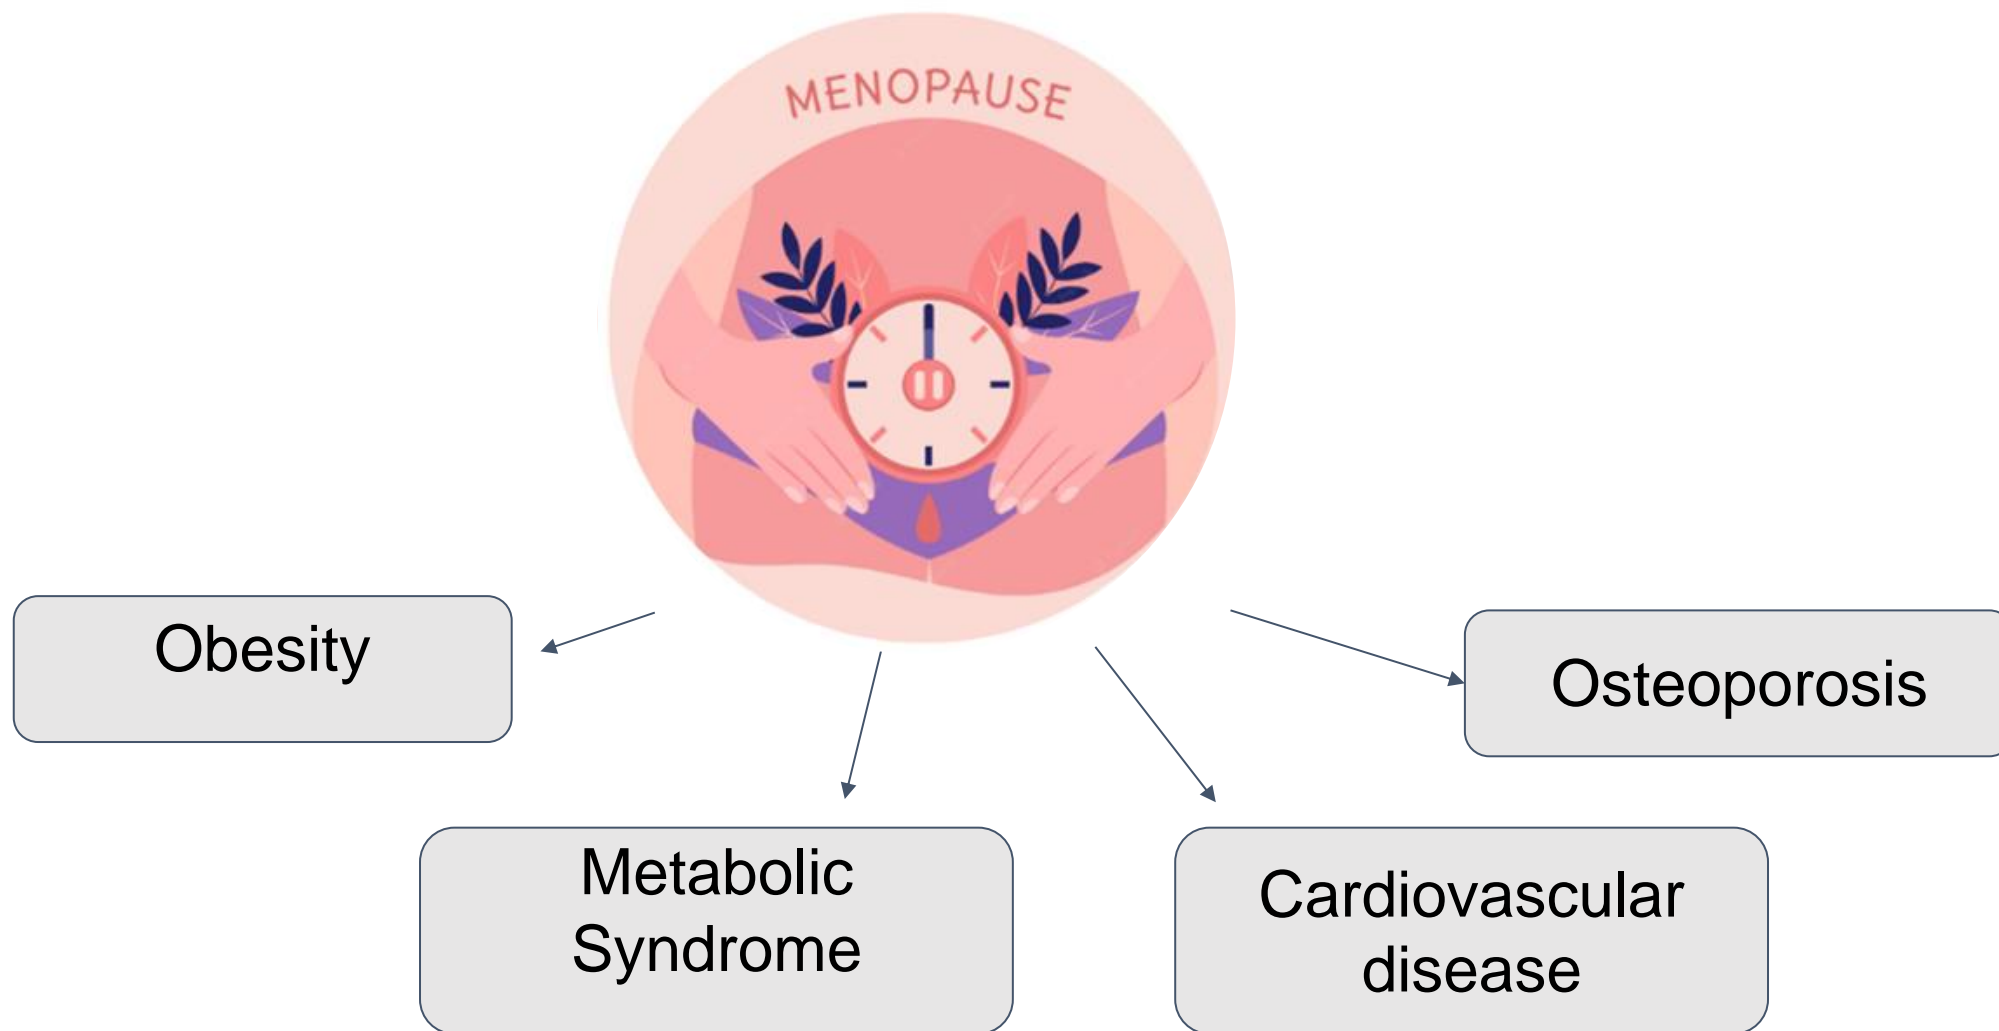 MENOPAUSE
Obesity
Osteoporosis
Metabolic
Syndrome
Cardiovascular
disease